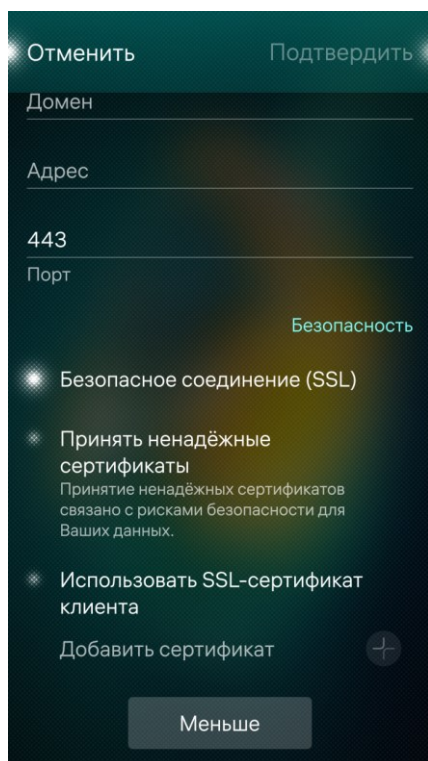 Отменить
Подтвердить
Домен
Адрес
443
Порт
Безопасность
Безопасное соединение (SSL)
Принять ненадёжные
сертификаты
Принятие ненадёжных сертификатов
связано с рисками безопасности для
Ваших данных.
Использовать SSL-сертификат
клиента
Добавить сертификат
Меньше